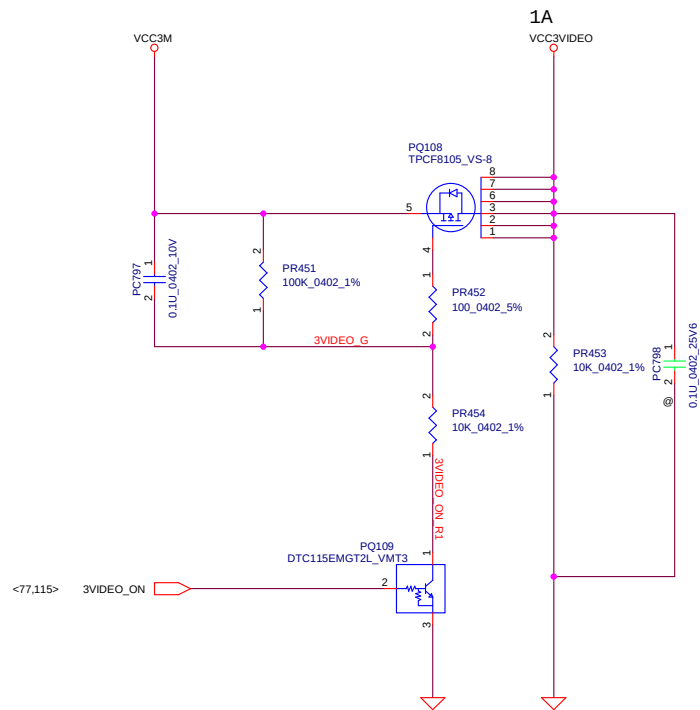 1A
VCC3M
VCC3VIDEO
PQ108
TPCF8105_VS-8
8
7
6
5
3
2
1
4
PC797
1
2
0.1U_0402_10V
2
PR451
100K_0402_1%
1
1
PR452
100_0402_5%
2
3VIDEO_G
2
PR453
10K_0402_1%
1
PC798
1
2
@
0.1U_0402_25V6
2
PR454
10K_0402_1%
1
3VIDEO_ON_R1
PQ109
DTC115EMGT2L_VMT3
1
2
3
<77,115>
3VIDEO_ON